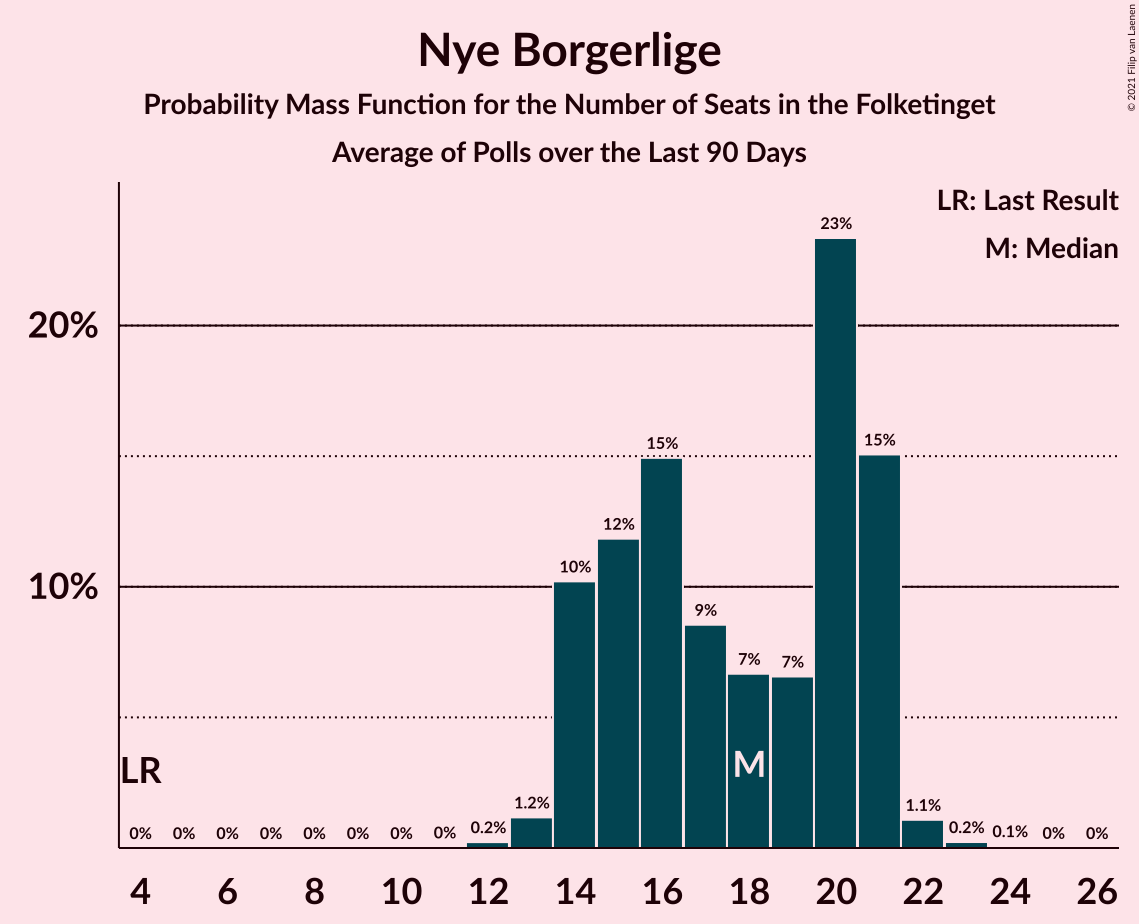 Nye Borgerlige
Probability Mass Function for the Number of Seats in the Folketinget
Average of Polls over the Last 90 Days
© 2021 Filip van Laenen
LR: Last Result
M: Median
23%
20%
15% 15%
12%
10%
10%
9%
7% 7%
LR M
1.2% 1.1%
0% 0% 0% 0% 0% 0% 0% 0% 0.2% 0.2% 0.1% 0% 0%
4 6 8 10 12 14 16 18 20 22 24 26